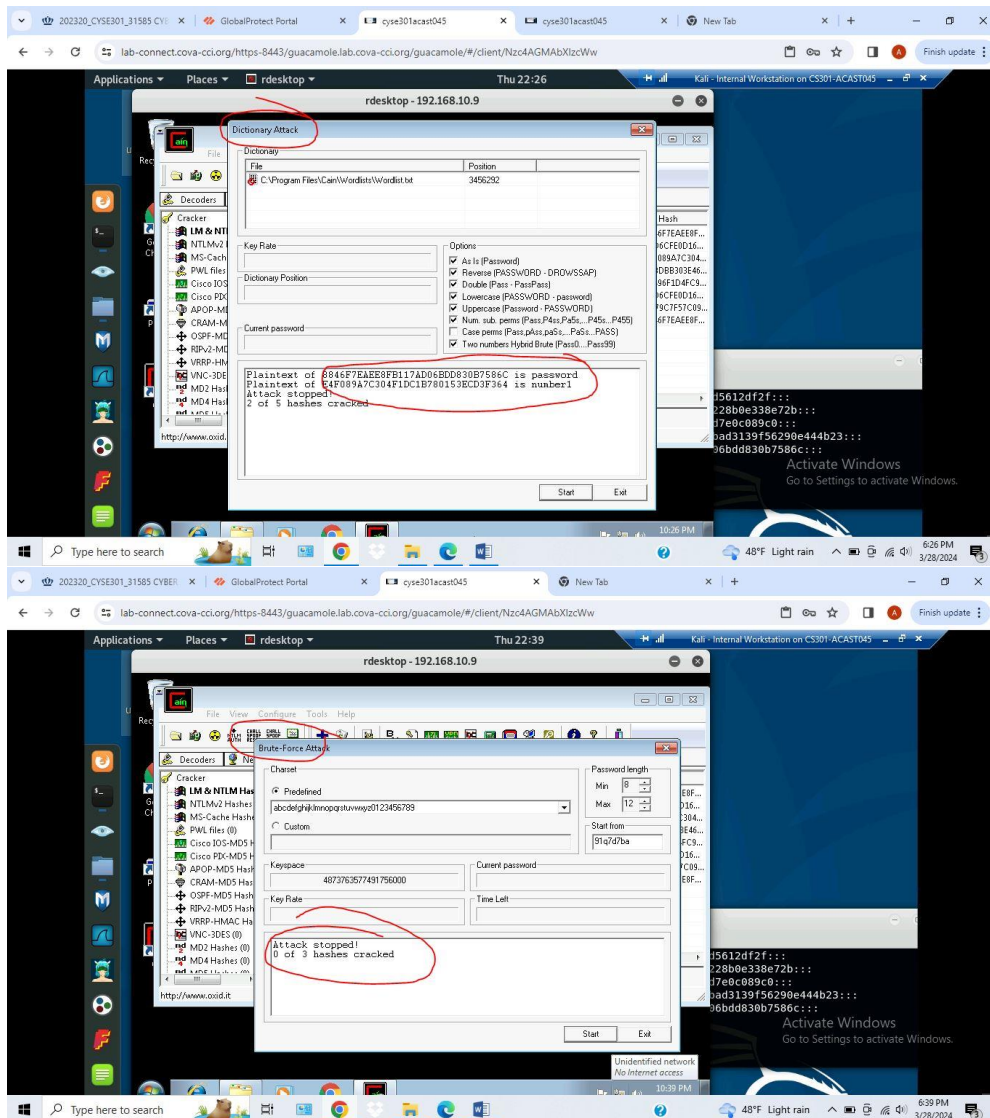 202320_CYSE301_31585 CYBE
GlobalProtect Portal
cyse301acast045
cyse301acast045
New Tab
lab-connect.cova-cci.org/https-8443/guacamole.lab.cova-cci.org/guacamole/#/client/Nzc4AGMAbXlzcWw
A
Finish update
Applications
Places
rdesktop
Thu 22:26
Kali - Internal Workstation on CS301-ACAST045
rdesktop - 192.168.10.9
Dictionary Attack
File
Dictionary
File
Position
C:\Program Files\Cain\Wordlists\Wordlist.txt
3456292
Decoders
Cracker
Hash
LM & NTL
NTLMv2
MS-Cach
PWL files
Cisco IOS
Cisco PIX
APOP-MD
CRAM-M
OSPF-MD
RIPv2-MD
VRRP-HM
VNC-3DE
MD2 Hash
MD4 Hash
http://www.oxid.
Key Rate
Dictionary Position
Current password
Options
As Is (Password)
Reverse (PASSWORD - DROWSSAP)
Double (Pass - PassPass)
Lowercase (PASSWORD - password)
Uppercase (Password - PASSWORD)
Num. sub. perms (Pass,P4ss,Pa5s,...P45s...P455)
Case perms (Pass,pAss,paSs,...PaSs...PASS)
Two numbers Hybrid Brute (Pass0....Pass99)
Plaintext of 8846F7EAEE8FB117AD06BDD830B7586C is password
Plaintext of E4F089A7C304F1DC1B780153ECD3F364 is number1
Attack stopped!
2 of 5 hashes cracked
Start
Exit
d5612df2f:::
228b0e338e72b:::
d7e0c089c0:::
bad3139f56290e444b23:::
06bdd830b7586c:::
Activate Windows
Go to Settings to activate Windows.
10:26 PM
Type here to search
48°F Light rain
6:26 PM
3/28/2024
202320_CYSE301_31585 CYBER
GlobalProtect Portal
cyse301acast045
New Tab
lab-connect.cova-cci.org/https-8443/guacamole.lab.cova-cci.org/guacamole/#/client/Nzc4AGMAbXlzcWw
A
Finish update
Applications
Places
rdesktop
Thu 22:39
Kali - Internal Workstation on CS301-ACAST045
rdesktop - 192.168.10.9
File View Configure Tools Help
Brute-Force Attack
Decoders
Cracker
LM & NTLM Has
NTLMv2 Hashes
MS-Cache Hashe
PWL files (0)
Cisco IOS-MD5 H
Cisco PIX-MD5 H
APOP-MD5 Hash
CRAM-MD5 Has
OSPF-MD5 Hash
RIPv2-MD5 Hash
VRRP-HMAC Ha
VNC-3DES (0)
MD2 Hashes (0)
MD4 Hashes (0)
http://www.oxid.it
Charset
Predefined
abcdefghijklmnopqrstuvwxyz0123456789
Custom
Password length
Min 8
Max 12
Start from
91q7d7ba
Keyspace
4873763577491756000
Current password
Key Rate
Time Left
Attack stopped!
0 of 3 hashes cracked
Start
Exit
d5612df2f:::
228b0e338e72b:::
d7e0c089c0:::
bad3139f56290e444b23:::
06bdd830b7586c:::
Activate Windows
Go to Settings to activate Windows.
Unidentified network
No Internet access
10:39 PM
Type here to search
48°F Light rain
6:39 PM
3/28/2024